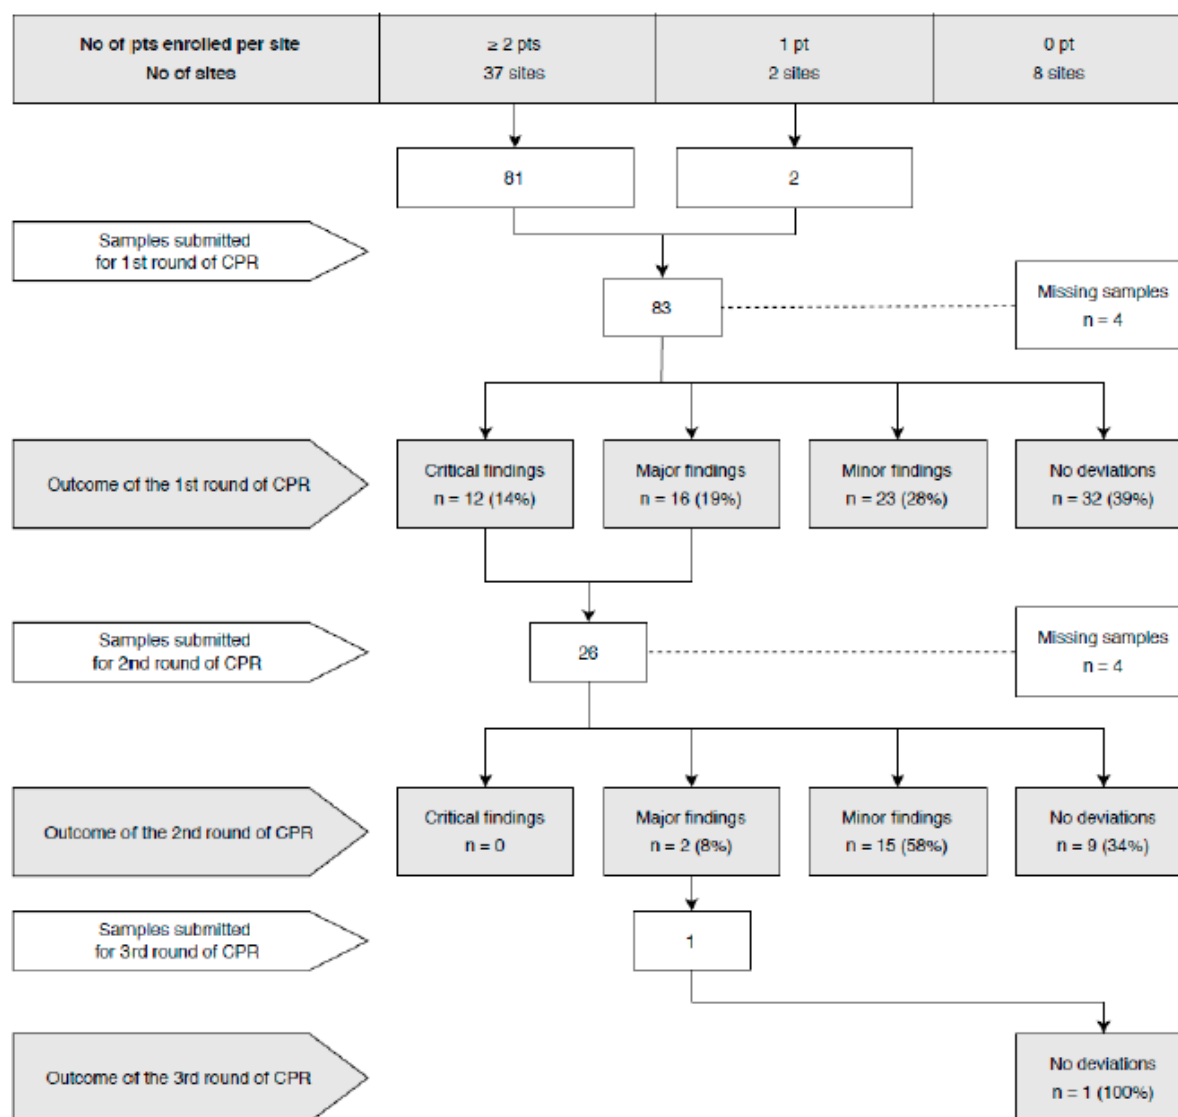 No of pts enrolled per site
No of sites
≥ 2 pts
37 sites
1 pt
2 sites
0 pt
8 sites
81
2
Samples submitted
for 1st round of CPR
83
Missing samples
n = 4
Outcome of the 1st round of CPR
Critical findings
n = 12 (14%)
Major findings
n = 16 (19%)
Minor findings
n = 23 (28%)
No deviations
n = 32 (39%)
Samples submitted
for 2nd round of CPR
26
Missing samples
n = 4
Outcome of the 2nd round of CPR
Critical findings
n = 0
Major findings
n = 2 (8%)
Minor findings
n = 15 (58%)
No deviations
n = 9 (34%)
Samples submitted
for 3rd round of CPR
1
Outcome of the 3rd round of CPR
No deviations
n = 1 (100%)